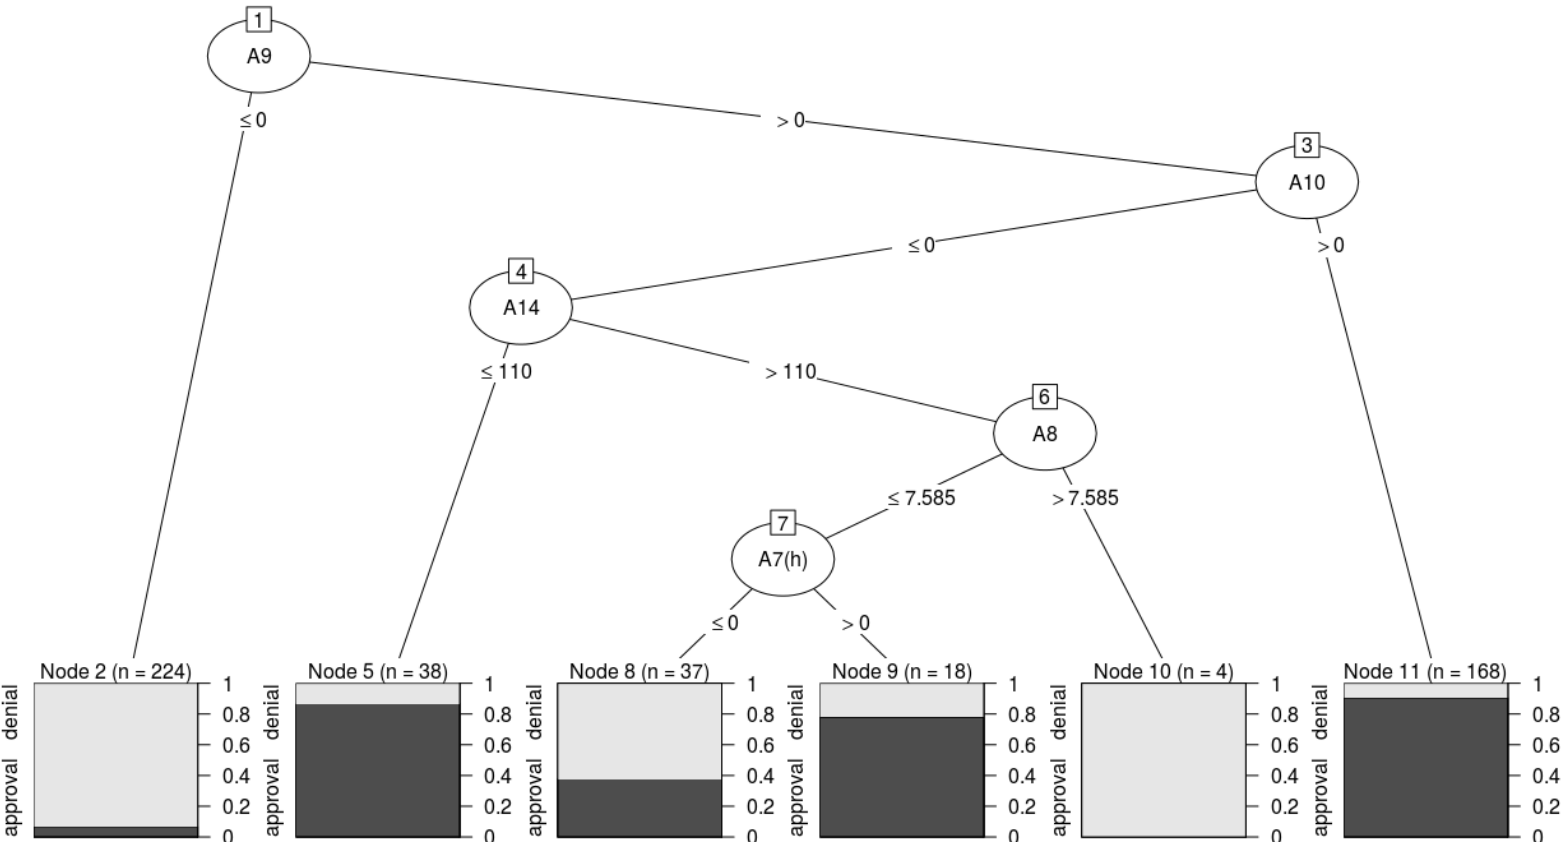 1
A9
≤ 0
> 0
3
A10
≤ 0
> 0
4
A14
≤ 110
> 110
6
A8
≤ 7.585
> 7.585
7
A7(h)
≤ 0
> 0
Node 2 (n = 224)
denial
approval
1
0.8
0.6
0.4
0.2
0
Node 5 (n = 38)
denial
approval
1
0.8
0.6
0.4
0.2
0
Node 8 (n = 37)
denial
approval
1
0.8
0.6
0.4
0.2
0
Node 9 (n = 18)
denial
approval
1
0.8
0.6
0.4
0.2
0
Node 10 (n = 4)
denial
approval
1
0.8
0.6
0.4
0.2
0
Node 11 (n = 168)
denial
approval
1
0.8
0.6
0.4
0.2
0